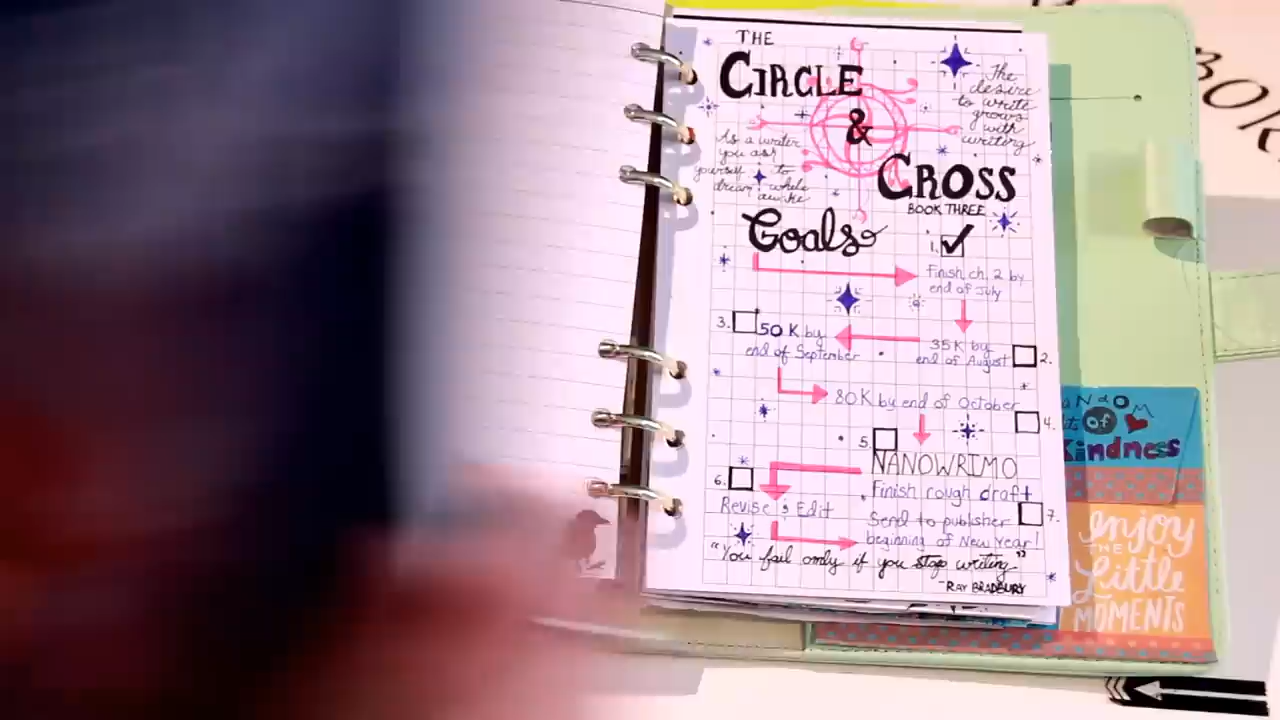 THE
CIRCLE
&
CROSS
BOOK THREE
The
desire
to write
grows
with
writing
As a writer
you ask
yourself to
dream while
awake
Goals
1.
Finish ch. 2 by
end of July
35K by
end of August 2.
3. 50 K by
end of September
80K by end of October
4.
5.
NANOWRIMO
Finish rough draft
6.
Revise & Edit
7.
Send to publisher
beginning of New Year!
"You fail only if you stop writing"
-RAY BRADBURY
RANDOM
of
Kindness
enjoy
THE
Little
MOMENTS